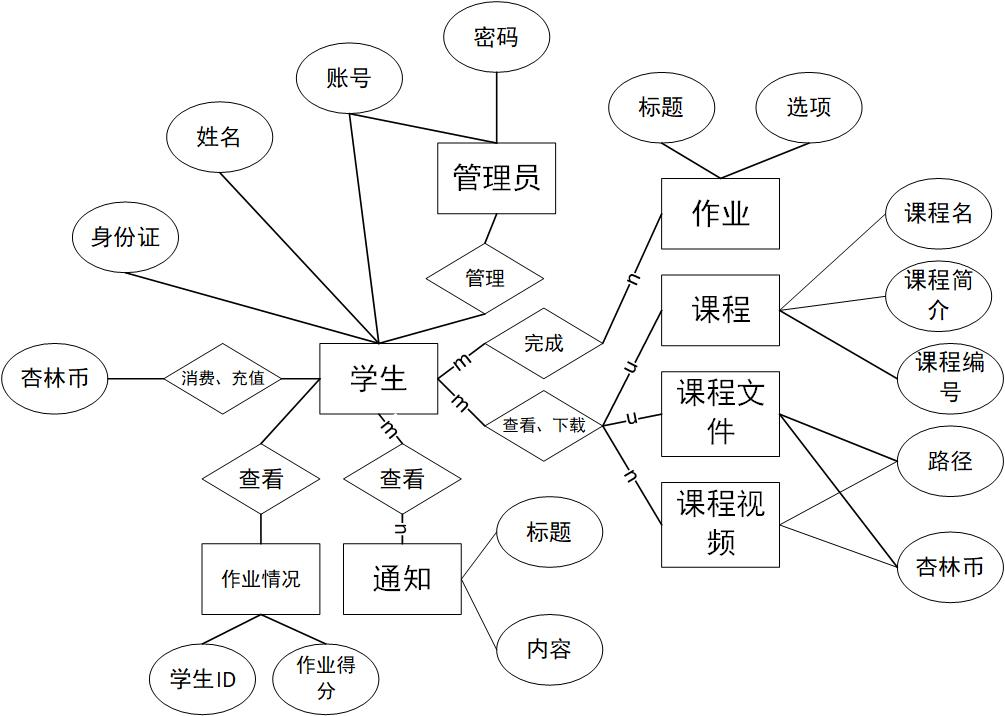 密码
账号
标题
选项
姓名
管理员
作业
课程名
身份证
管理
课程简
介
n
课程
完成
m
n
杏林币
消费、充值
学生
课程编
号
课程文
件
m
查看、下载
n
m
路径
查看
查看
n
课程视
频
n
标题
作业情况
通知
杏林币
内容
学生ID
作业得
分